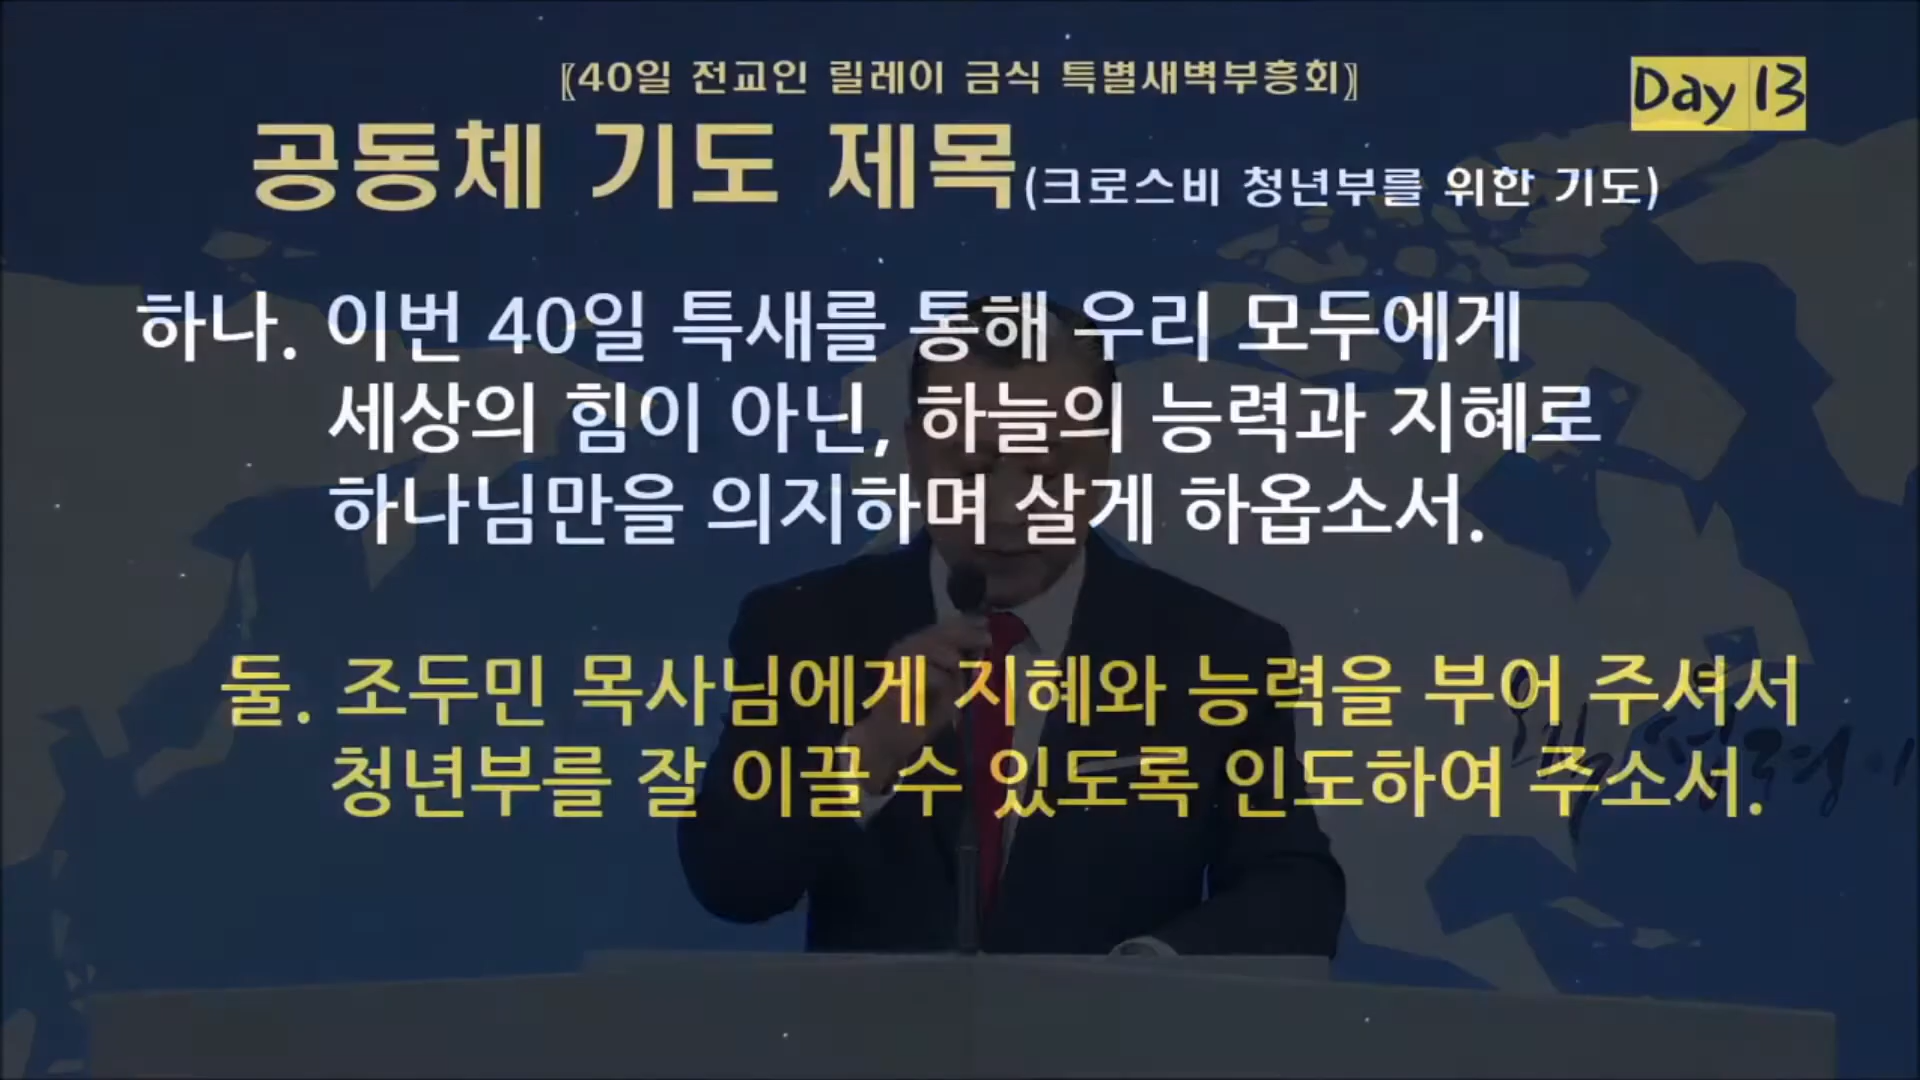 〖40일 전교인 릴레이 금식 특별새벽부흥회〗
Day 13
공동체 기도 제목(크로스비 청년부를 위한 기도)
하나. 이번 40일 특새를 통해 우리 모두에게
세상의 힘이 아닌, 하늘의 능력과 지혜로
하나님만을 의지하며 살게 하옵소서.
둘. 조두민 목사님에게 지혜와 능력을 부어 주셔서
청년부를 잘 이끌 수 있도록 인도하여 주소서.